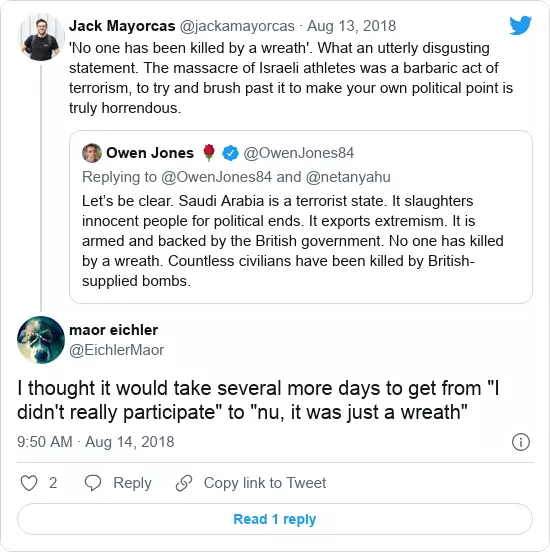 Jack Mayorcas @jackamayorcas · Aug 13, 2018
'No one has been killed by a wreath'. What an utterly disgusting
statement. The massacre of Israeli athletes was a barbaric act of
terrorism, to try and brush past it to make your own political point is
truly horrendous.
Owen Jones 🌹 @OwenJones84
Replying to @OwenJones84 and @netanyahu
Let's be clear. Saudi Arabia is a terrorist state. It slaughters
innocent people for political ends. It exports extremism. It is
armed and backed by the British government. No one has killed
by a wreath. Countless civilians have been killed by British-
supplied bombs.
maor eichler
@EichlerMaor
I thought it would take several more days to get from "I
didn't really participate" to "nu, it was just a wreath"
9:50 AM · Aug 14, 2018
2 Reply Copy link to Tweet
Read 1 reply